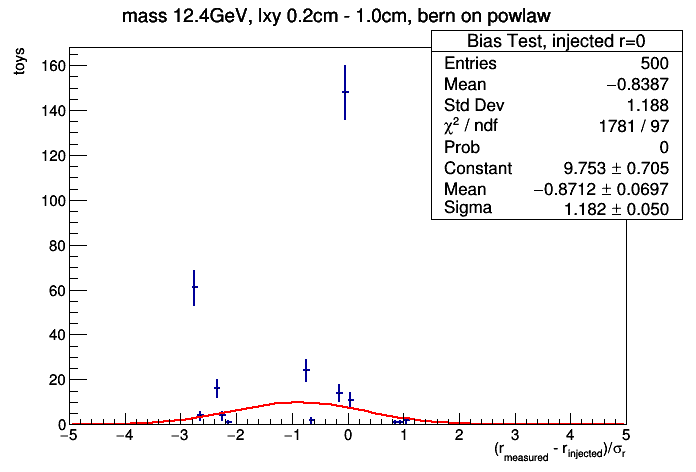 mass 12.4GeV, lxy 0.2cm - 1.0cm, bern on powlaw
Bias Test, injected r=0
Entries 500
Mean −0.8387
Std Dev 1.188
χ² / ndf 1781 / 97
Prob 0
Constant 9.753 ± 0.705
Mean −0.8712 ± 0.0697
Sigma 1.182 ± 0.050
toys
160
140
120
100
80
60
40
20
0
−5 −4 −3 −2 −1 0 1 2 3 4 5
(r_measured - r_injected)/σ_r